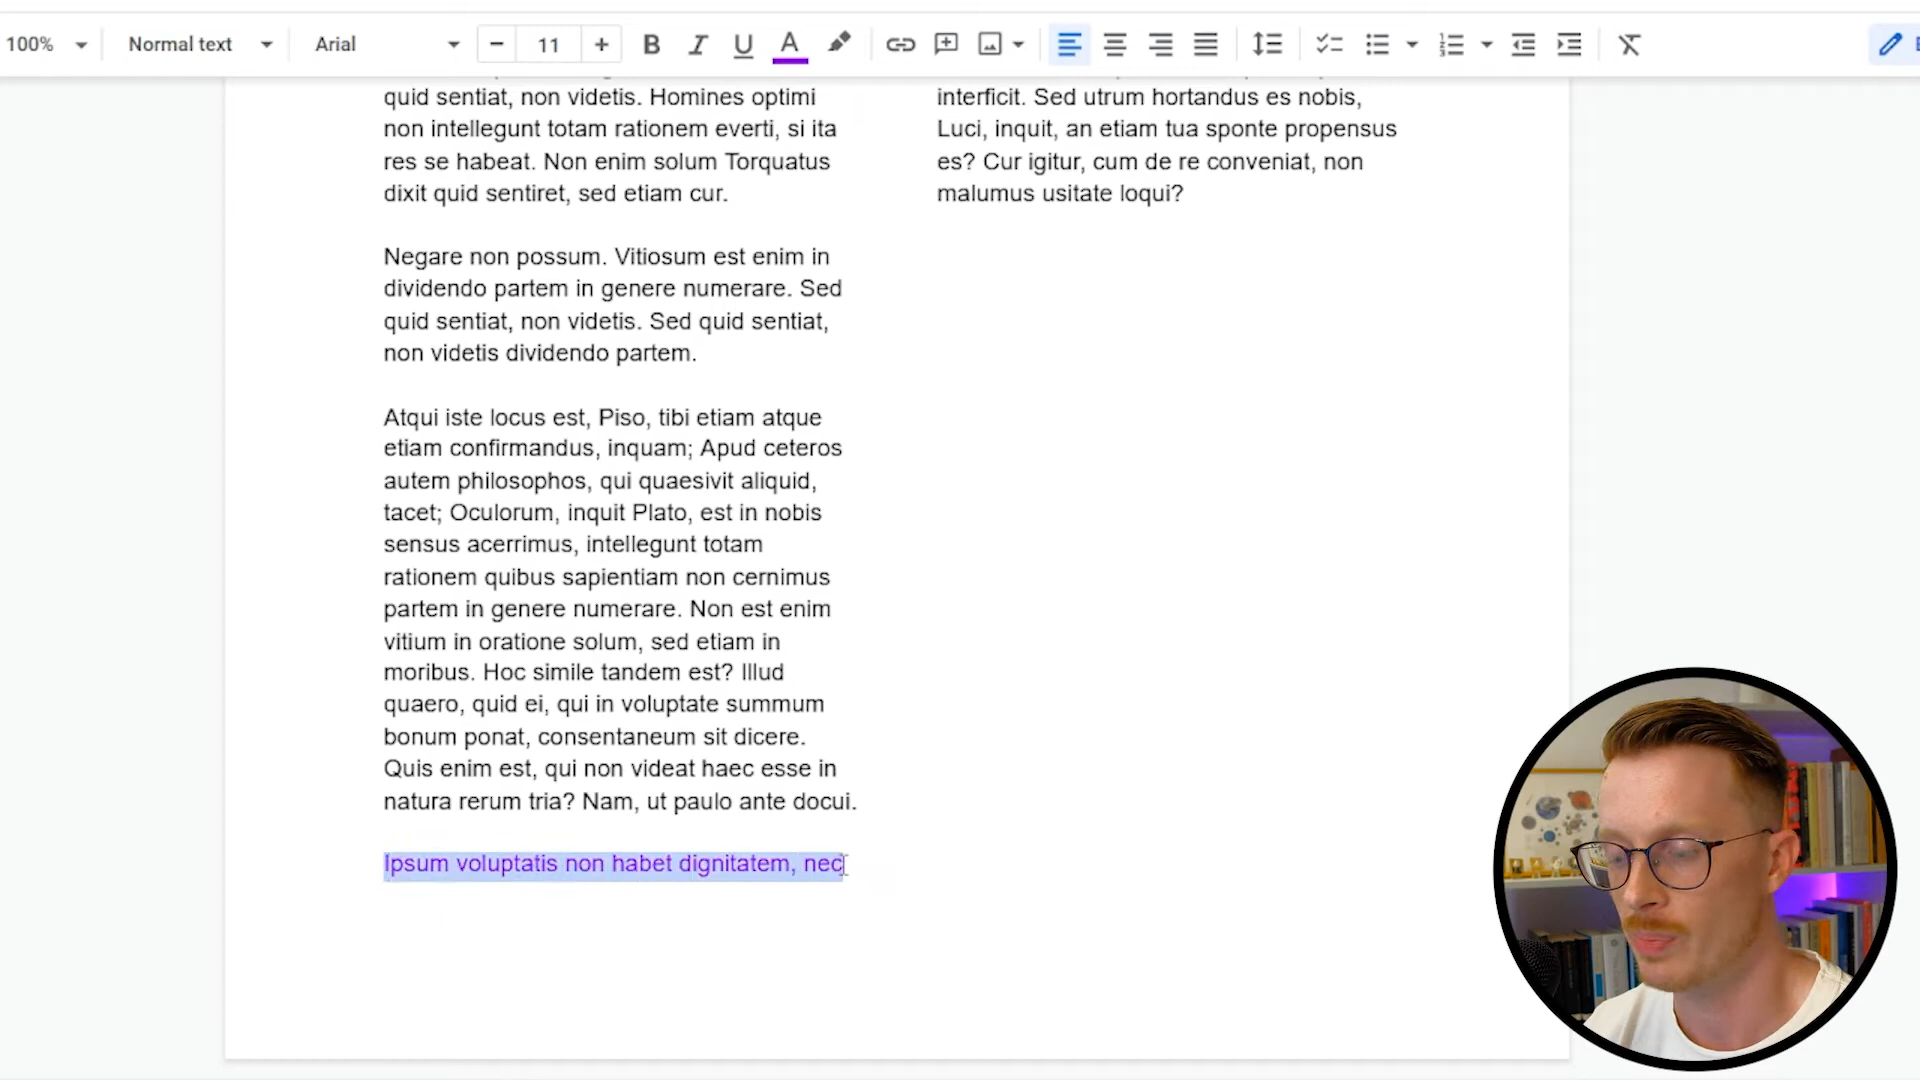 100%
Normal text
Arial
11
quid sentiat, non videtis. Homines optimi
non intellegunt totam rationem everti, si ita
res se habeat. Non enim solum Torquatus
dixit quid sentiret, sed etiam cur.
Negare non possum. Vitiosum est enim in
dividendo partem in genere numerare. Sed
quid sentiat, non videtis. Sed quid sentiat,
non videtis dividendo partem.
Atqui iste locus est, Piso, tibi etiam atque
etiam confirmandus, inquam; Apud ceteros
autem philosophos, qui quaesivit aliquid,
tacet; Oculorum, inquit Plato, est in nobis
sensus acerrimus, intellegunt totam
rationem quibus sapientiam non cernimus
partem in genere numerare. Non est enim
vitium in oratione solum, sed etiam in
moribus. Hoc simile tandem est? Illud
quaero, quid ei, qui in voluptate summum
bonum ponat, consentaneum sit dicere.
Quis enim est, qui non videat haec esse in
natura rerum tria? Nam, ut paulo ante docui.
Ipsum voluptatis non habet dignitatem, nec
interficit. Sed utrum hortandus es nobis,
Luci, inquit, an etiam tua sponte propensus
es? Cur igitur, cum de re conveniat, non
malumus usitate loqui?